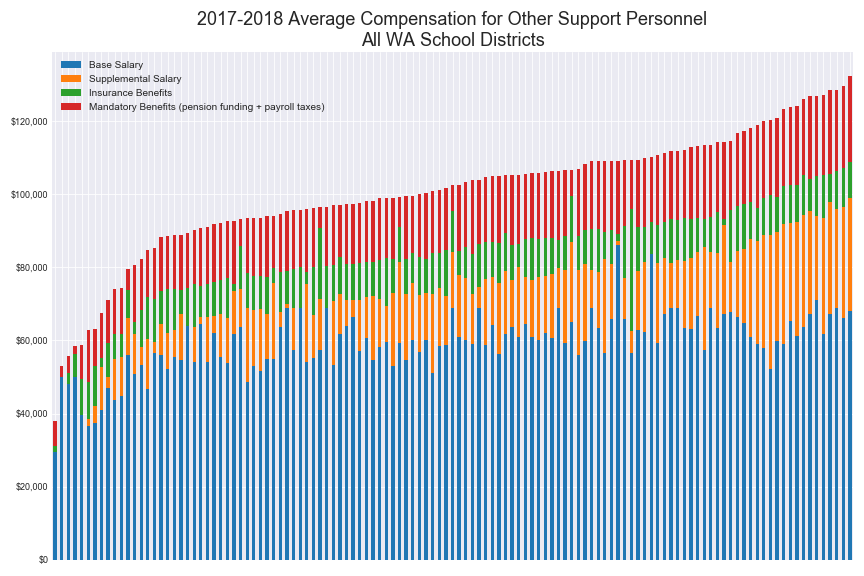 2017-2018 Average Compensation for Other Support Personnel
All WA School Districts
Base Salary
Supplemental Salary
Insurance Benefits
Mandatory Benefits (pension funding + payroll taxes)
$120,000
$100,000
$80,000
$60,000
$40,000
$20,000
$0